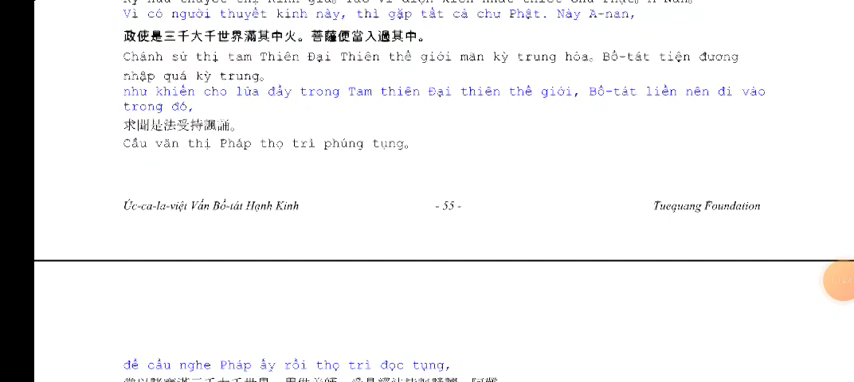 Vì có người thuyết kinh này, thì gặp tất cả chư Phật. Này A-nan,
政使是三千大千世界滿其中火。菩薩便當入過其中。
Chánh sử thị tam Thiên Đại Thiên thế giới mãn kỳ trung hỏa. Bồ-tát tiện đương
nhập quá kỳ trung。
như khiến cho lửa đầy trong Tam thiên Đại thiên thế giới, Bồ-tát liền nên đi vào
trong đó,
求聞是法受持諷誦。
Cầu văn thị Pháp thọ trì phúng tụng。
Úc-ca-la-việt Vấn Bồ-tát Hạnh Kinh
- 55 -
Tuequang Foundation
để cầu nghe Pháp ấy rồi thọ trì đọc tụng,